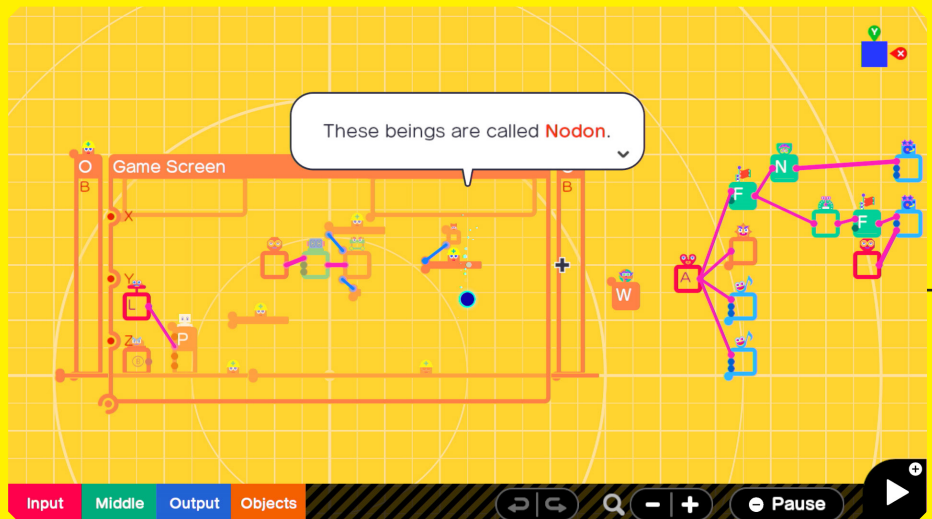 Y
X
These beings are called Nodon.
O
Game Screen
B
B
N
F
X
F
Y
A
L
W
Z
P
Input
Middle
Output
Objects
Pause